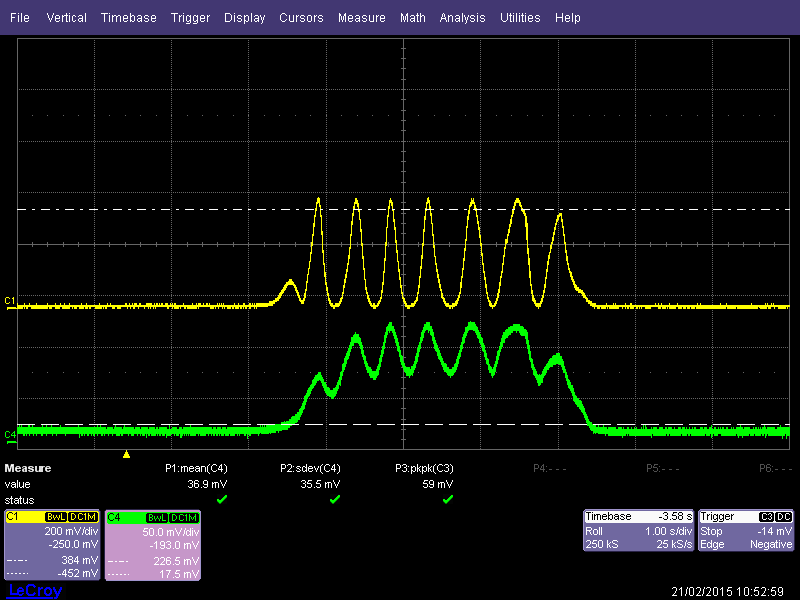 File Vertical Timebase Trigger Display Cursors Measure Math Analysis Utilities Help
C1
C4
Measure P1:mean(C4) P2:sdev(C4) P3:pkpk(C3) P4:--- P5:--- P6:---
value 36.9 mV 35.5 mV 59 mV
status
C1 BwL DC1M C4 BwL DC1M Timebase -3.58 s Trigger C3 DC
200 mV/div 50.0 mV/div Roll 1.00 s/div Stop -14 mV
-250.0 mV -193.0 mV 250 kS 25 kS/s Edge Negative
384 mV 226.5 mV
-452 mV 17.5 mV
LeCroy 21/02/2015 10:52:59